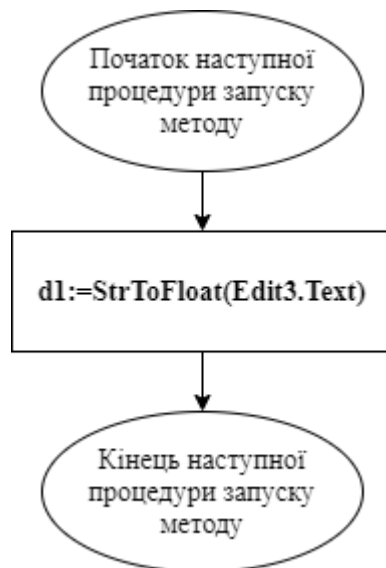 Початок наступної
процедури запуску
методу
d1:=StrToFloat(Edit3.Text)
Кінець наступної
процедури запуску
методу